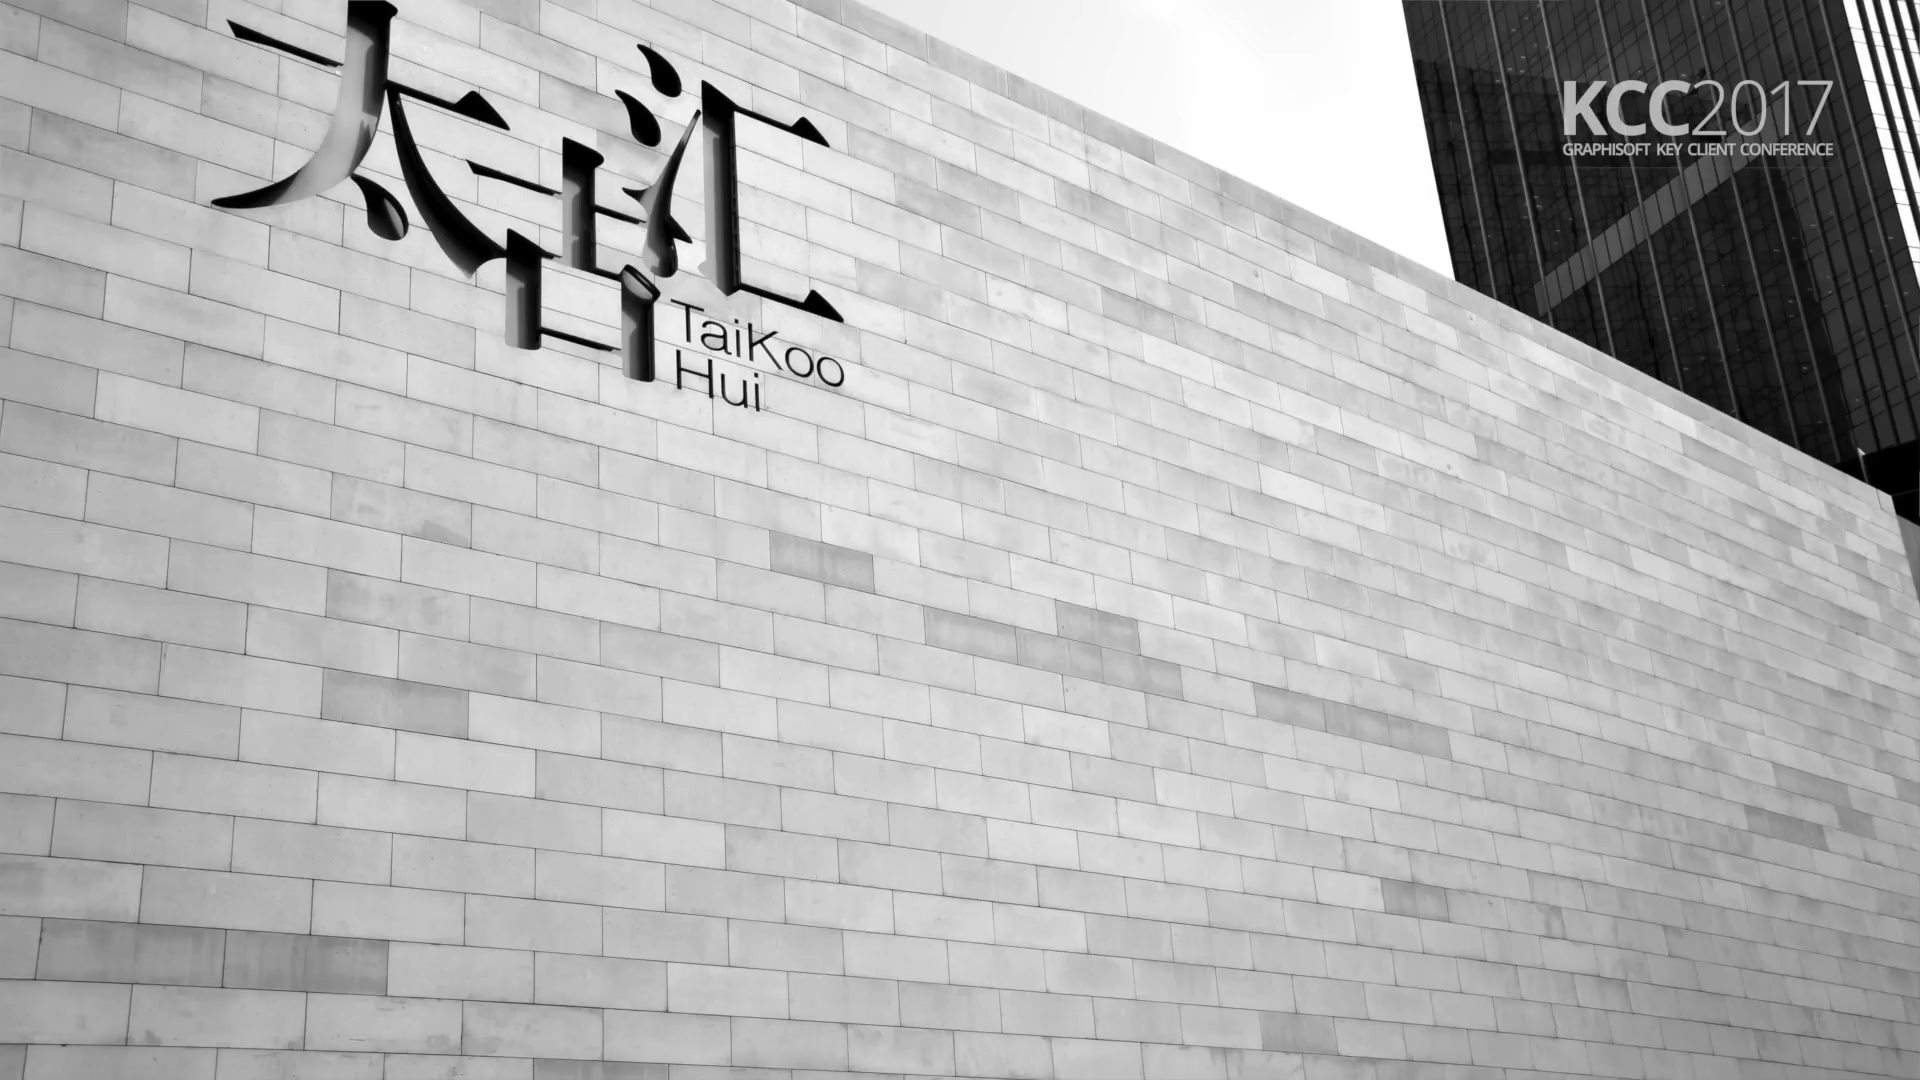 太古汇
TaiKoo
Hui
KCC2017
GRAPHISOFT KEY CLIENT CONFERENCE